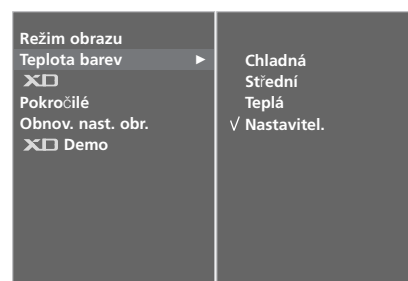 Režim obrazu
Teplota barev ►
XD
Pokročilé
Obnov. nast. obr.
XD Demo
Chladná
Střední
Teplá
√ Nastavitel.